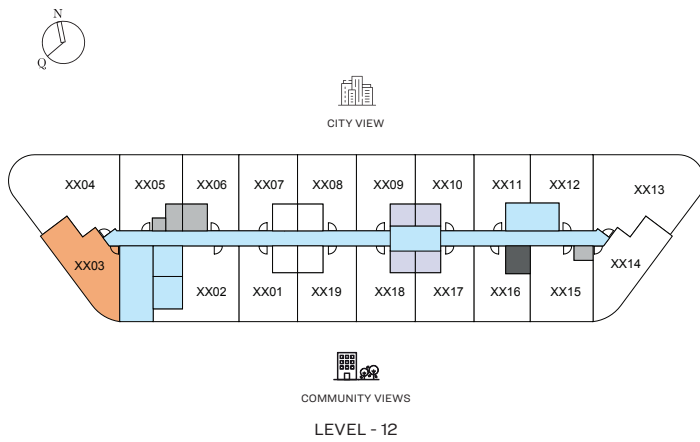 N
Q
CITY VIEW
XX04 XX05 XX06 XX07 XX08 XX09 XX10 XX11 XX12 XX13
XX03 XX14
XX02 XX01 XX19 XX18 XX17 XX16 XX15
COMMUNITY VIEWS
LEVEL - 12